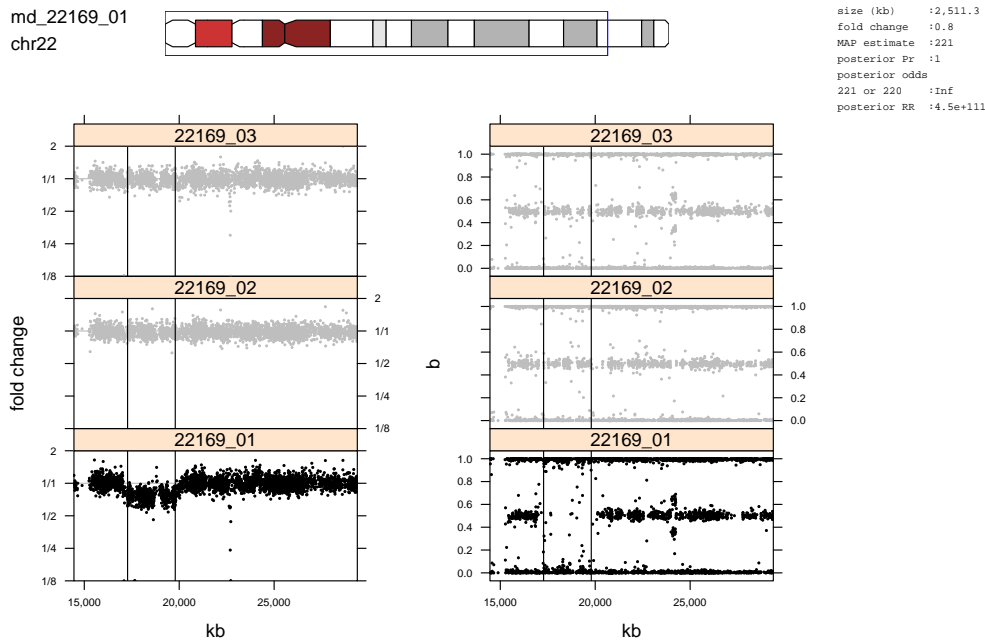 md_22169_01
chr22
size (kb) :2,511.3
fold change :0.8
MAP estimate :221
posterior Pr :1
posterior odds
221 or 220 :Inf
posterior RR :4.5e+111
22169_03
2
1/1
1/2
1/4
1/8
22169_02
2
1/1
1/2
1/4
1/8
22169_01
2
1/1
1/2
1/4
1/8
15,000 20,000 25,000
kb
fold change
22169_03
1.0
0.8
0.6
0.4
0.2
0.0
22169_02
1.0
0.8
0.6
0.4
0.2
0.0
22169_01
1.0
0.8
0.6
0.4
0.2
0.0
15,000 20,000 25,000
kb
b